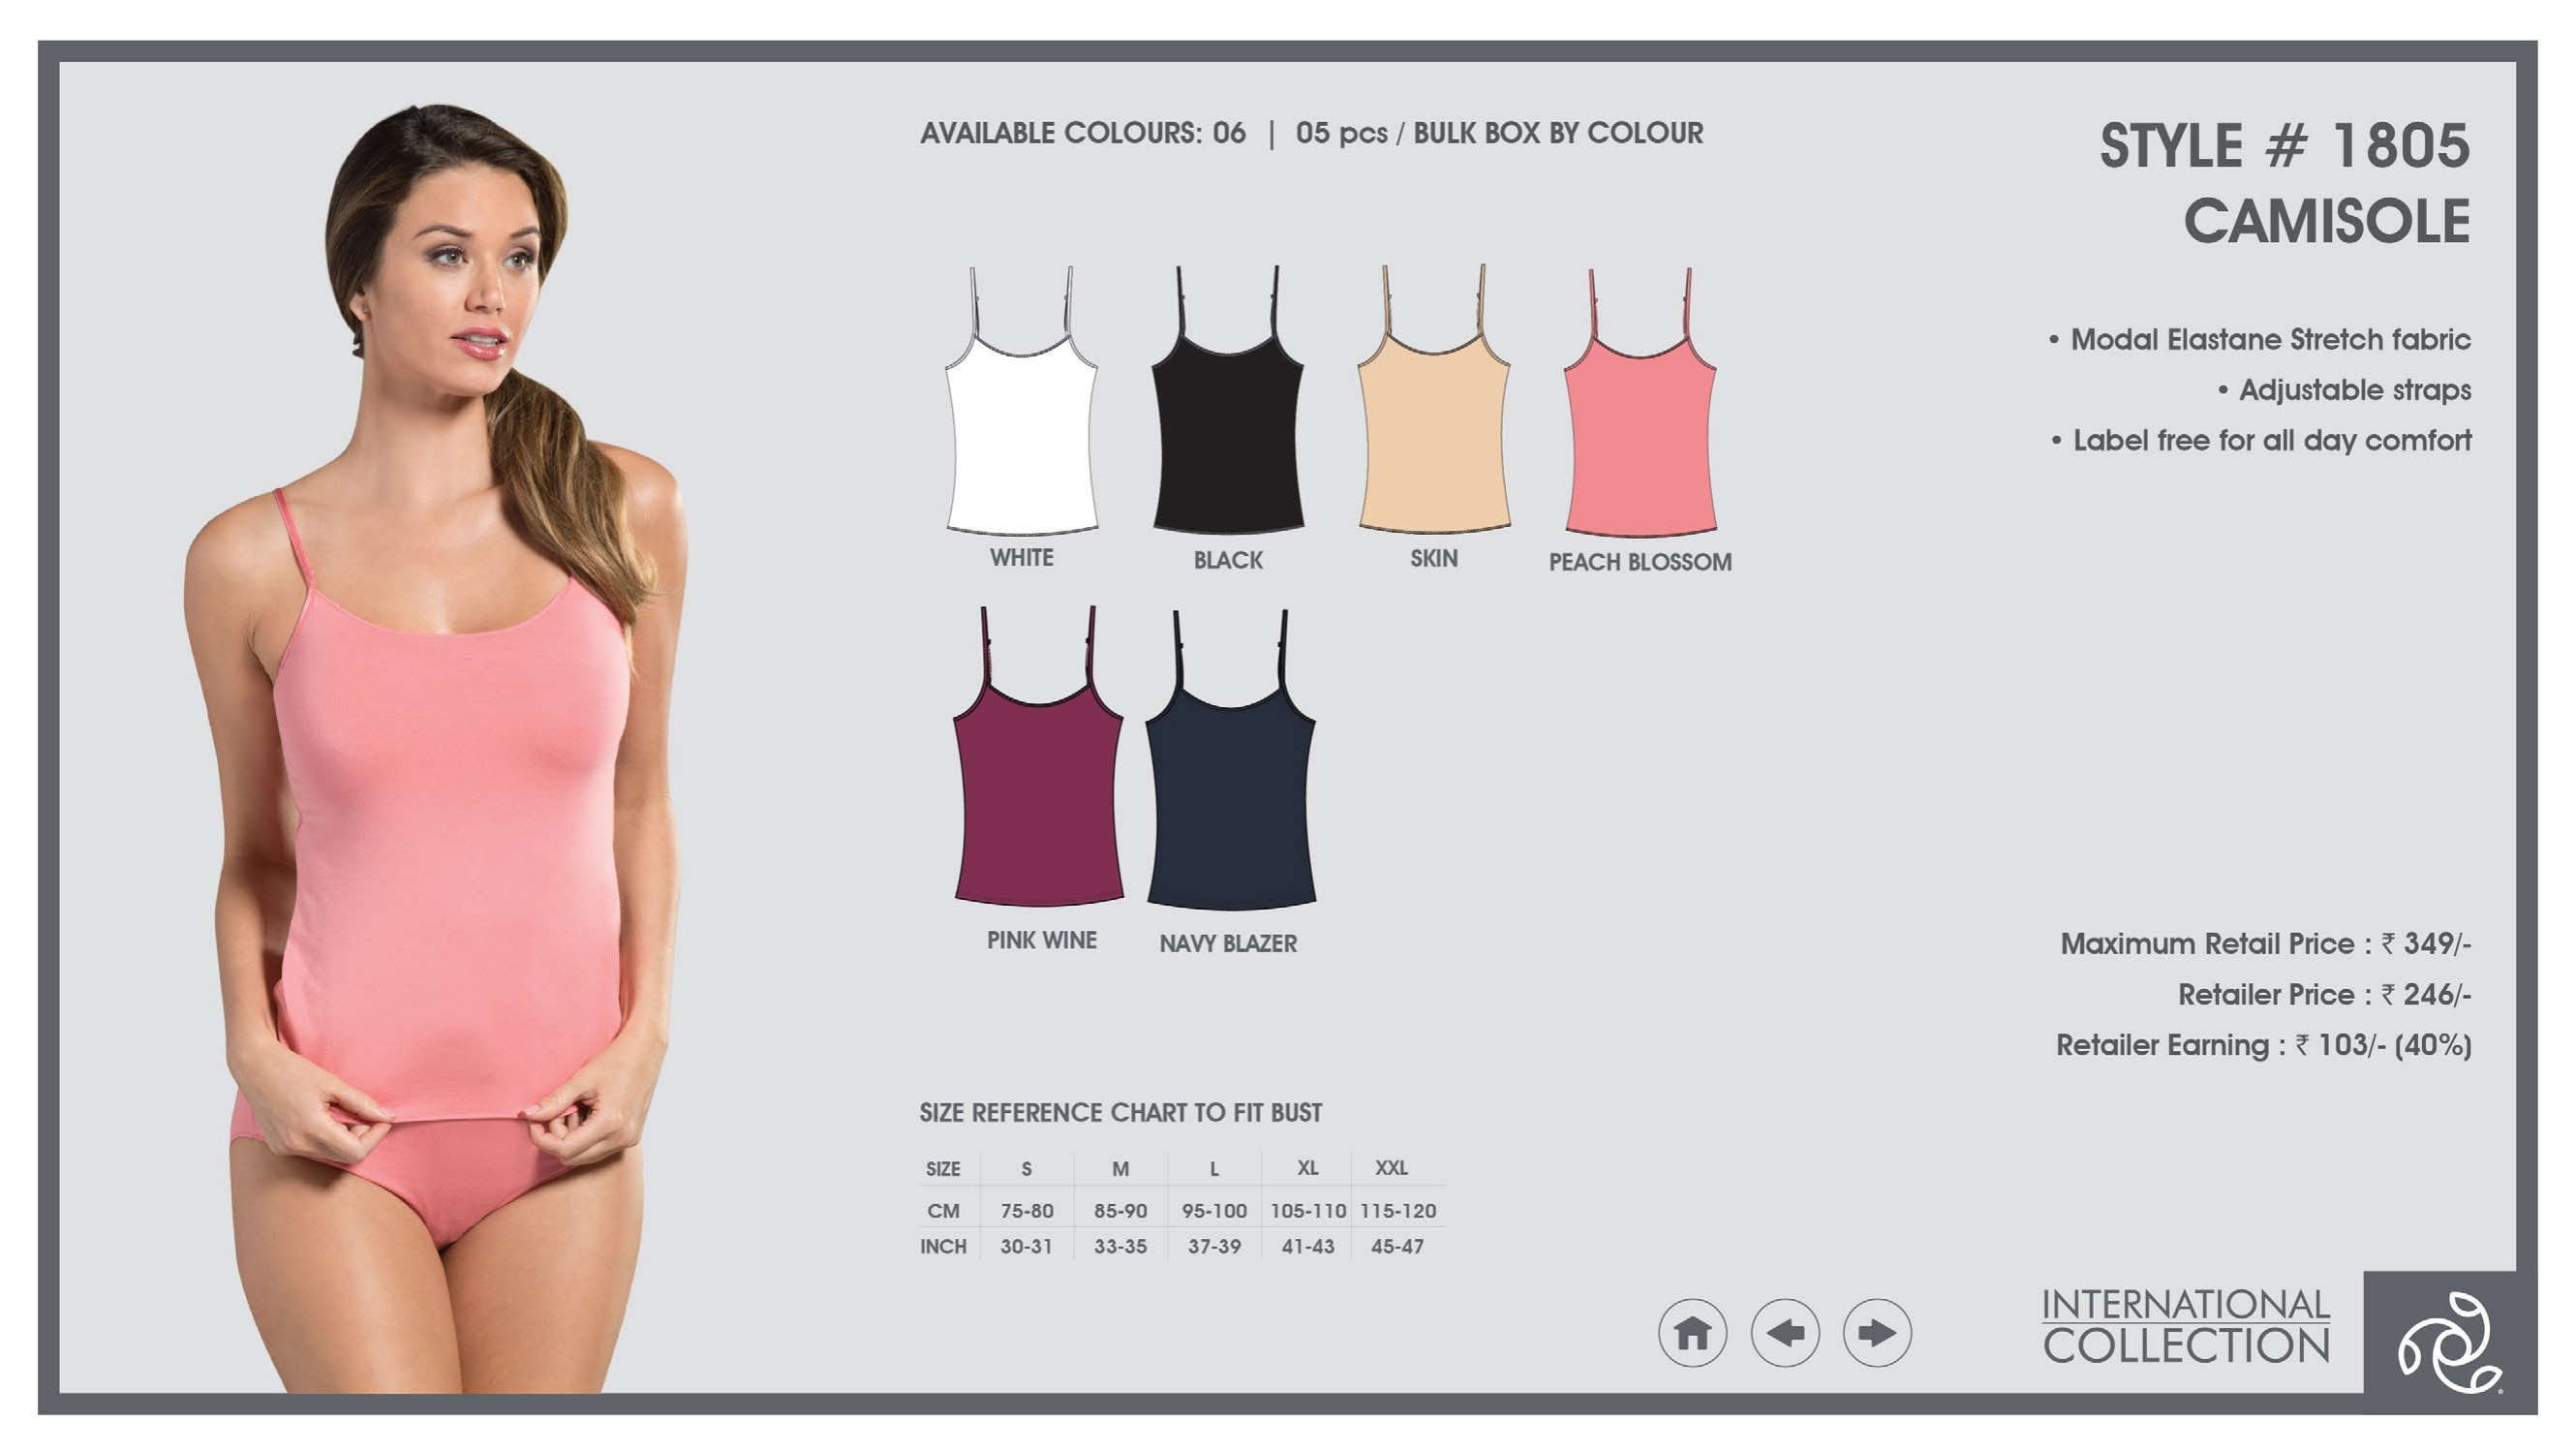 AVAILABLE COLOURS: 06 | 05 pcs / BULK BOX BY COLOUR
STYLE # 1805
CAMISOLE
• Modal Elastane Stretch fabric
• Adjustable straps
• Label free for all day comfort
WHITE BLACK SKIN PEACH BLOSSOM
PINK WINE NAVY BLAZER
Maximum Retail Price : ₹ 349/-
Retailer Price : ₹ 246/-
Retailer Earning : ₹ 103/- (40%)
SIZE REFERENCE CHART TO FIT BUST
SIZE S M L XL XXL
CM 75-80 85-90 95-100 105-110 115-120
INCH 30-31 33-35 37-39 41-43 45-47
INTERNATIONAL
COLLECTION